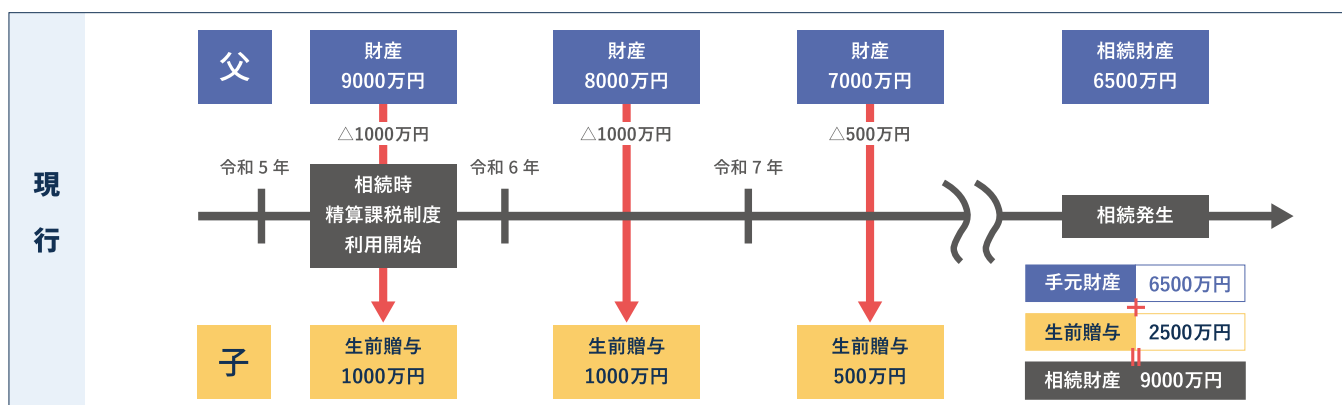 現行
父
財産
9000万円
財産
8000万円
財産
7000万円
相続財産
6500万円
△1000万円
△1000万円
△500万円
令和5年
令和6年
令和7年
相続時
精算課税制度
利用開始
相続発生
手元財産 6500万円
+
生前贈与 2500万円
=
相続財産 9000万円
子
生前贈与
1000万円
生前贈与
1000万円
生前贈与
500万円